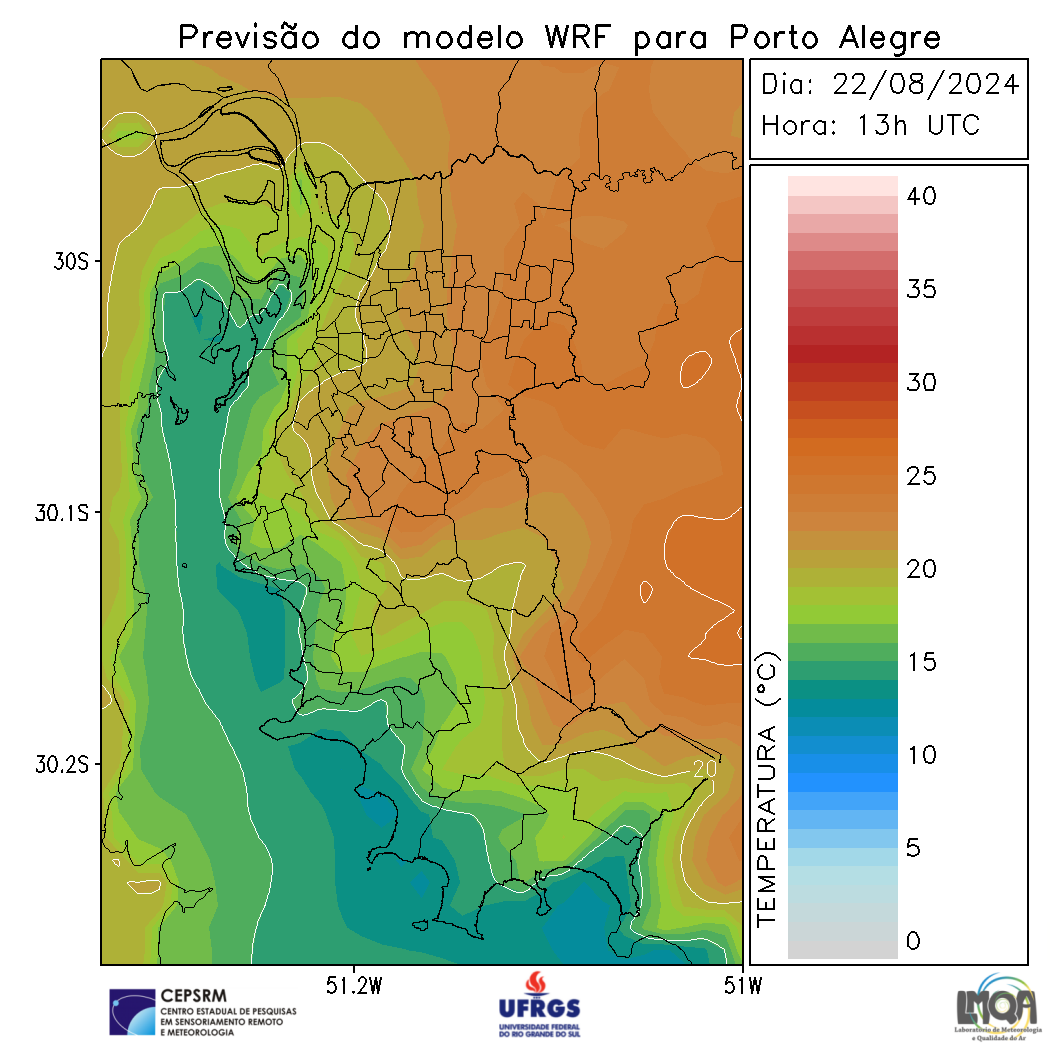 Previsão do modelo WRF para Porto Alegre
Dia: 22/08/2024
Hora: 13h UTC
30S
30.1S
30.2S
51.2W
51W
20
40
35
30
25
20
15
10
5
0
TEMPERATURA (°C)
CEPSRM
CENTRO ESTADUAL DE PESQUISAS
EM SENSORIAMENTO REMOTO
E METEOROLOGIA
UFRGS
UNIVERSIDADE FEDERAL
DO RIO GRANDE DO SUL
LMQA
Laboratório de Meteorologia
e Qualidade do Ar